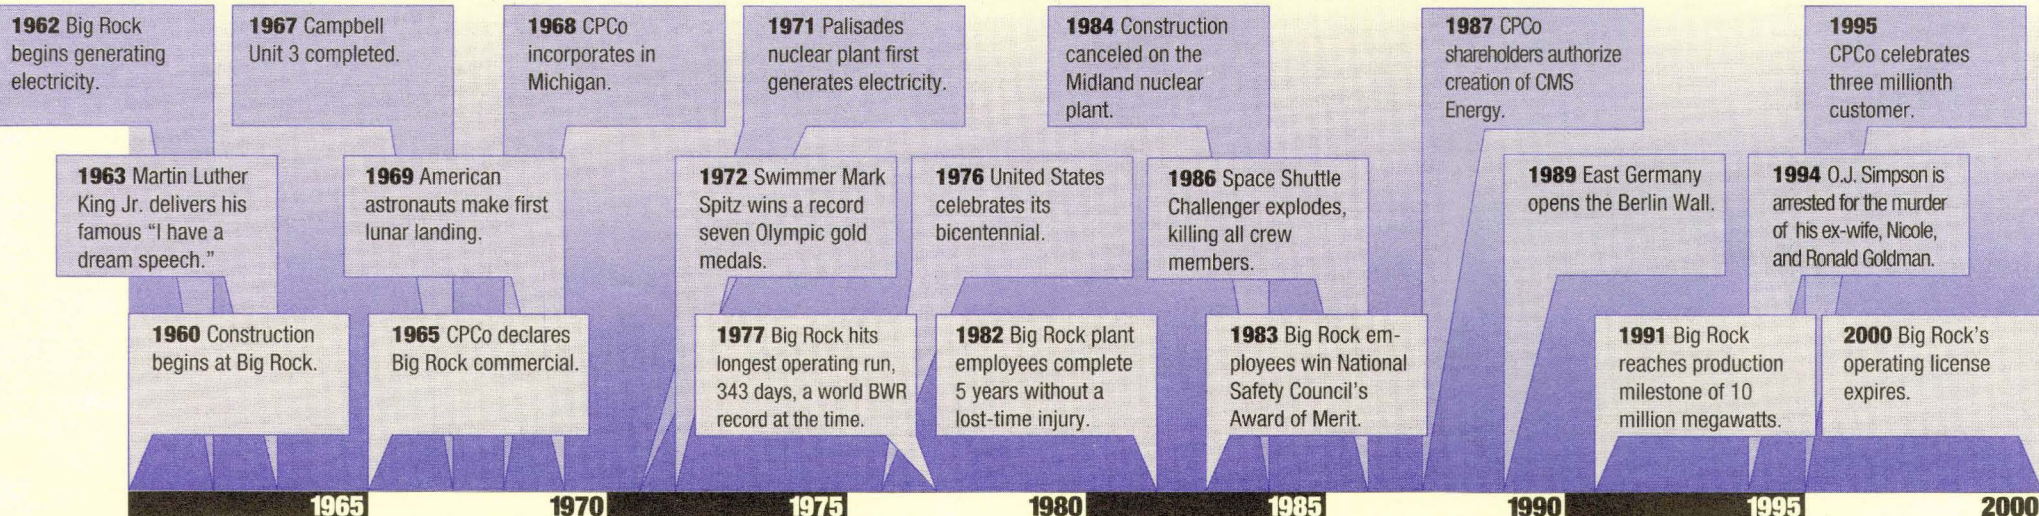 1962 Big Rock
begins generating
electricity.
1967 Campbell
Unit 3 completed.
1968 CPCo
incorporates in
Michigan.
1971 Palisades
nuclear plant first
generates electricity.
1984 Construction
canceled on the
Midland nuclear
plant.
1987 CPCo
shareholders authorize
creation of CMS
Energy.
1995
CPCo celebrates
three millionth
customer.
1963 Martin Luther
King Jr. delivers his
famous “I have a
dream speech.”
1969 American
astronauts make first
lunar landing.
1972 Swimmer Mark
Spitz wins a record
seven Olympic gold
medals.
1976 United States
celebrates its
bicentennial.
1986 Space Shuttle
Challenger explodes,
killing all crew
members.
1989 East Germany
opens the Berlin Wall.
1994 O.J. Simpson is
arrested for the murder
of his ex-wife, Nicole,
and Ronald Goldman.
1960 Construction
begins at Big Rock.
1965 CPCo declares
Big Rock commercial.
1977 Big Rock hits
longest operating run,
343 days, a world BWR
record at the time.
1982 Big Rock plant
employees complete
5 years without a
lost-time injury.
1983 Big Rock em-
ployees win National
Safety Council’s
Award of Merit.
1991 Big Rock
reaches production
milestone of 10
million megawatts.
2000 Big Rock’s
operating license
expires.
1965 1970 1975 1980 1985 1990 1995 2000